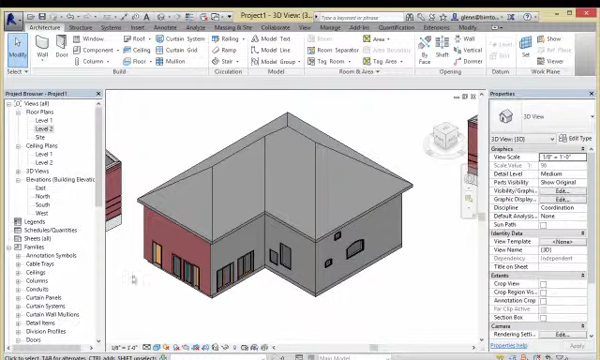 Project1 - 3D View: {3...
Type a keyword or phrase
Architecture Structure Systems Analyze Massing & Site Collaborate View Manage Add-Ins Quantification Extensions Modify
Modify
Select
Wall
Door
Window
Component
Column
Roof
Ceiling
Floor
Curtain System
Curtain Grid
Mullion
Build
Railing
Ramp
Stair
Circulation
Model Text
Model Line
Model Group
Model
Room
Room Separator
Tag Room
Area
Area Boundary
Tag Area
Room & Area
By Face
Shaft
Wall
Vertical
Dormer
Opening
Datum
Set
Show
Work Plane
Project Browser - Project1
Views (all)
Floor Plans
Level 1
Level 2
Site
Ceiling Plans
Level 1
Level 2
3D Views
Elevations (Building Elevation)
East
North
South
West
Legends
Schedules/Quantities
Sheets (all)
Families
Annotation Symbols
Cable Trays
Ceilings
Columns
Conduits
Curtain Panels
Curtain Systems
Curtain Wall Mullions
Detail Items
Division Profiles
Doors
Properties
3D View
3D View: {3D}
Edit Type
Graphics
View Scale 1/8" = 1'-0"
Scale Value 1: 96
Detail Level Medium
Parts Visibility Show Original
Visibility/Graphi... Edit...
Graphic Display... Edit...
Discipline Coordination
Default Analysis... None
Sun Path
Identity Data
View Template <None>
View Name {3D}
Dependency Independent
Title on Sheet
Extents
Crop View
Crop Region Vi...
Annotation Crop
Far Clip Active
Section Box
Camera
Rendering Setti... Edit...
Properties help
Apply
1/8" = 1'-0"
Main Model